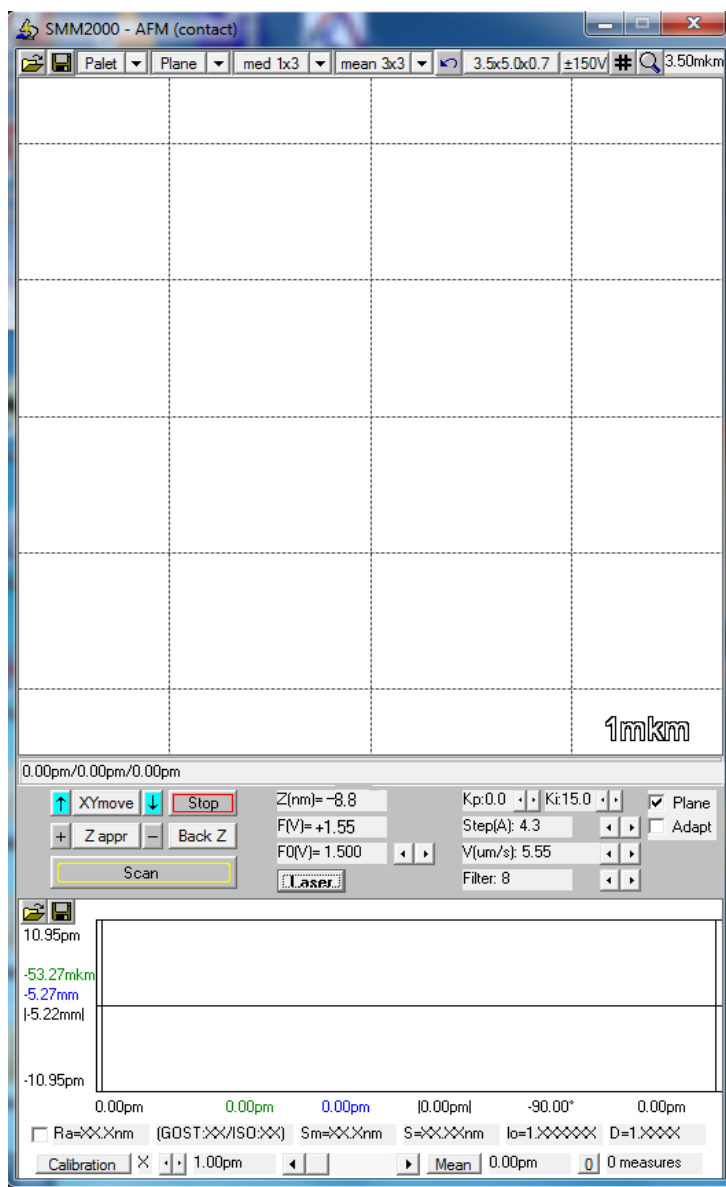 SMM2000 - AFM (contact)
Palet Plane med 1x3 mean 3x3 3.5x5.0x0.7 ±150V # 3.50mkm
1mkm
0.00pm/0.00pm/0.00pm
↑ XYmove ↓ Stop Z(nm)= -8.8 Kp:0.0 Ki:15.0 Plane
+ Z appr - Back Z F(V)= +1.55 Step(A): 4.3 Adapt
Scan F0(V)= 1.500 V(um/s): 5.55
Laser Filter: 8
10.95pm
-53.27mkm
-5.27mm
|-5.22mm|
-10.95pm
0.00pm 0.00pm 0.00pm |0.00pm| -90.00° 0.00pm
Ra=XX.Xnm (GOST:XX/ISO:XX) Sm=XX.Xnm S=XX.XXnm lo=1.XXXXXX D=1.XXXX
Calibration X 1.00pm Mean 0.00pm 0 0 measures